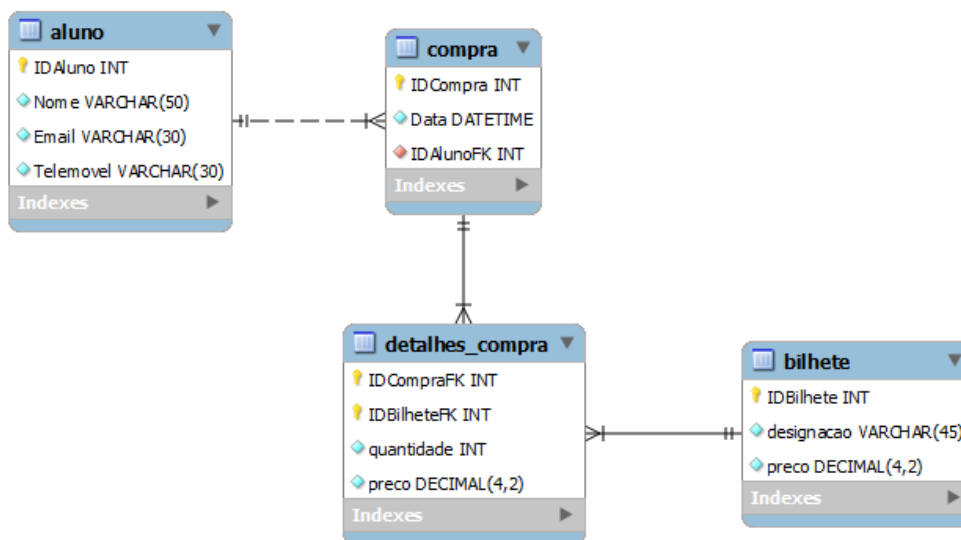 aluno
IDAluno INT
Nome VARCHAR(50)
Email VARCHAR(30)
Telemovel VARCHAR(30)
Indexes
compra
IDCompra INT
Data DATETIME
IDAlunoFK INT
Indexes
detalhes_compra
IDCompraFK INT
IDBilheteFK INT
quantidade INT
preco DECIMAL(4,2)
Indexes
bilhete
IDBilhete INT
designacao VARCHAR(45)
preco DECIMAL(4,2)
Indexes